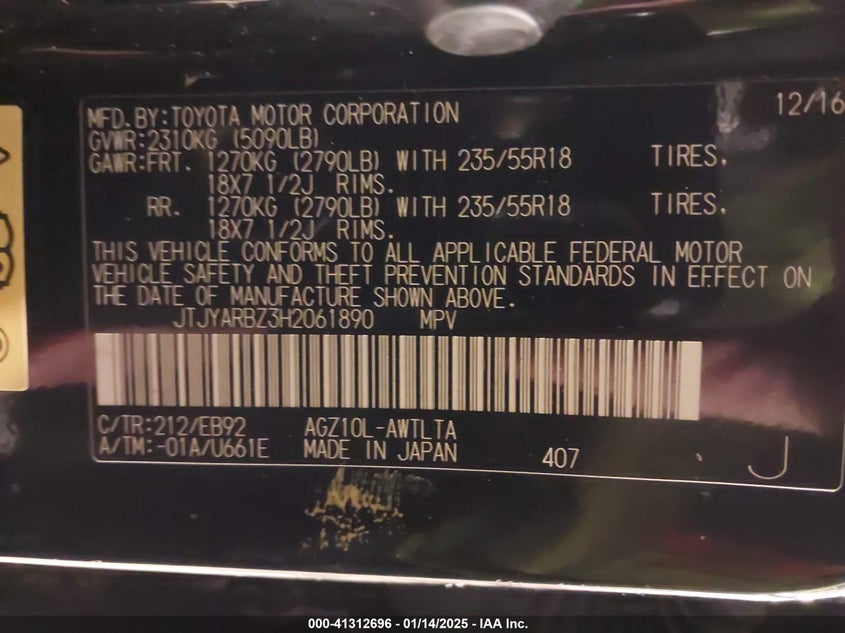 12/16
MFD. BY:TOYOTA MOTOR CORPORATION
GVWR:2310KG (5090LB)
GAWR:FRT. 1270KG (2790LB) WITH 235/55R18 TIRES.
18X7 1/2J RIMS.
RR. 1270KG (2790LB) WITH 235/55R18 TIRES.
18X7 1/2J RIMS.
THIS VEHICLE CONFORMS TO ALL APPLICABLE FEDERAL MOTOR
VEHICLE SAFETY AND THEFT PREVENTION STANDARDS IN EFFECT ON
THE DATE OF MANUFACTURE SHOWN ABOVE.
JTJYARBZ3H2061890 MPV
C/TR:212/EB92 AGZ10L-AWTLTA
A/TM:-01A/U661E MADE IN JAPAN 407 J
000-41312696 - 01/14/2025 - IAA Inc.